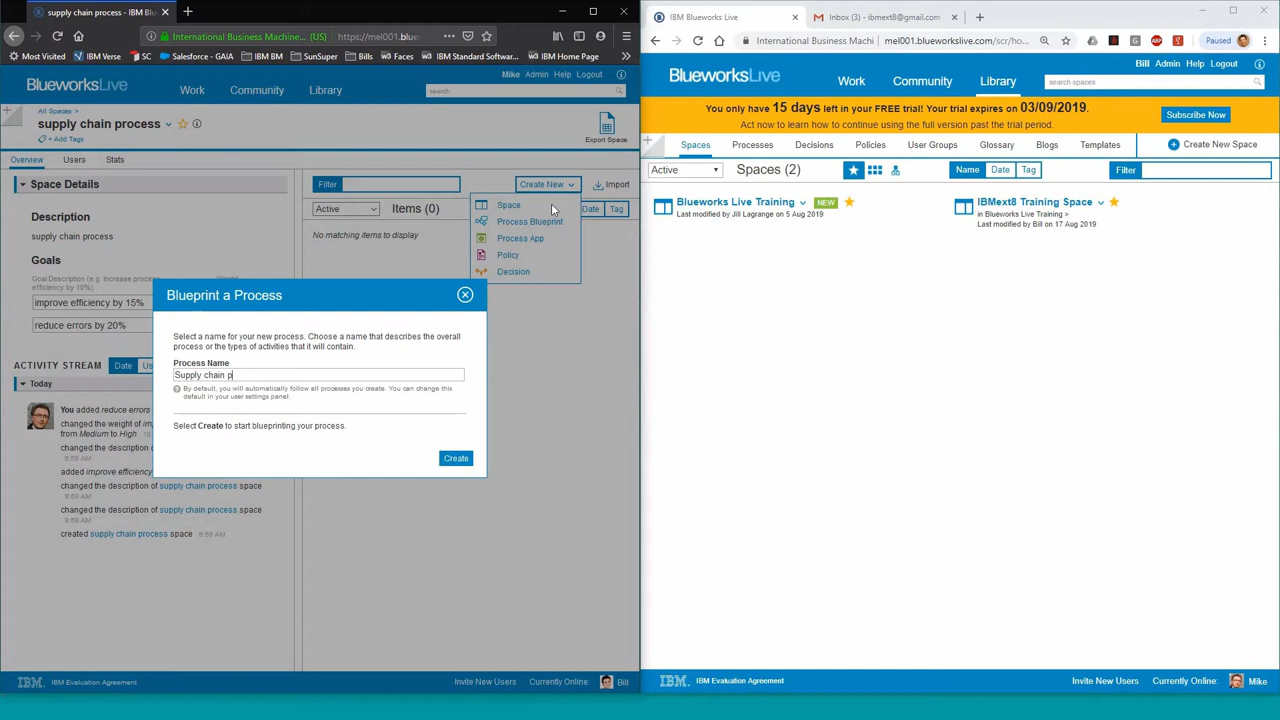 supply chain process - IBM Blu
International Business Machine... (US)
https://mel001.blue
Most Visited
IBM Verse
SC
Salesforce - GAIA
IBM BM
SunSuper
Bills
Faces
IBM Standard Software...
IBM Home Page
BlueworksLive
Work
Community
Library
Mike
Admin
Help
Logout
search
All Spaces >
supply chain process
+ Add Tags
Export Space
Overview
Users
Stats
Space Details
Description
supply chain process
Goals
Goal Description (e.g. Increase process
efficiency by 10%)
improve efficiency by 15%
reduce errors by 20%
ACTIVITY STREAM
Date
Today
You added reduce errors
changed the weight of
from Medium to High
changed the description
added improve efficiency
changed the description of supply chain process space
9:59 AM
changed the description of supply chain process space
9:59 AM
created supply chain process space 9:59 AM
Filter
Create New
Import
Active
Items (0)
Date
Tag
No matching items to display
Space
Process Blueprint
Process App
Policy
Decision
Blueprint a Process
Select a name for your new process. Choose a name that describes the overall
process or the types of activities that it will contain.
Process Name
Supply chain p
By default, you will automatically follow all processes you create. You can change this
default in your user settings panel.
Select Create to start blueprinting your process.
Create
IBM.
IBM Evaluation Agreement
Invite New Users
Currently Online:
Bill
IBM Blueworks Live
Inbox (3) - ibmext8@gmail.com
International Business Machi
mel001.blueworkslive.com/scr/ho...
Paused
BlueworksLive
Work
Community
Library
Bill
Admin
Help
Logout
search spaces
You only have 15 days left in your FREE trial! Your trial expires on 03/09/2019.
Act now to learn how to continue using the full version past the trial period.
Subscribe Now
Spaces
Processes
Decisions
Policies
User Groups
Glossary
Blogs
Templates
Create New Space
Active
Spaces (2)
Name
Date
Tag
Filter
Blueworks Live Training
NEW
Last modified by Jill Lagrange on 5 Aug 2019
IBMext8 Training Space
in Blueworks Live Training >
Last modified by Bill on 17 Aug 2019
IBM.
IBM Evaluation Agreement
Invite New Users
Currently Online:
Mike